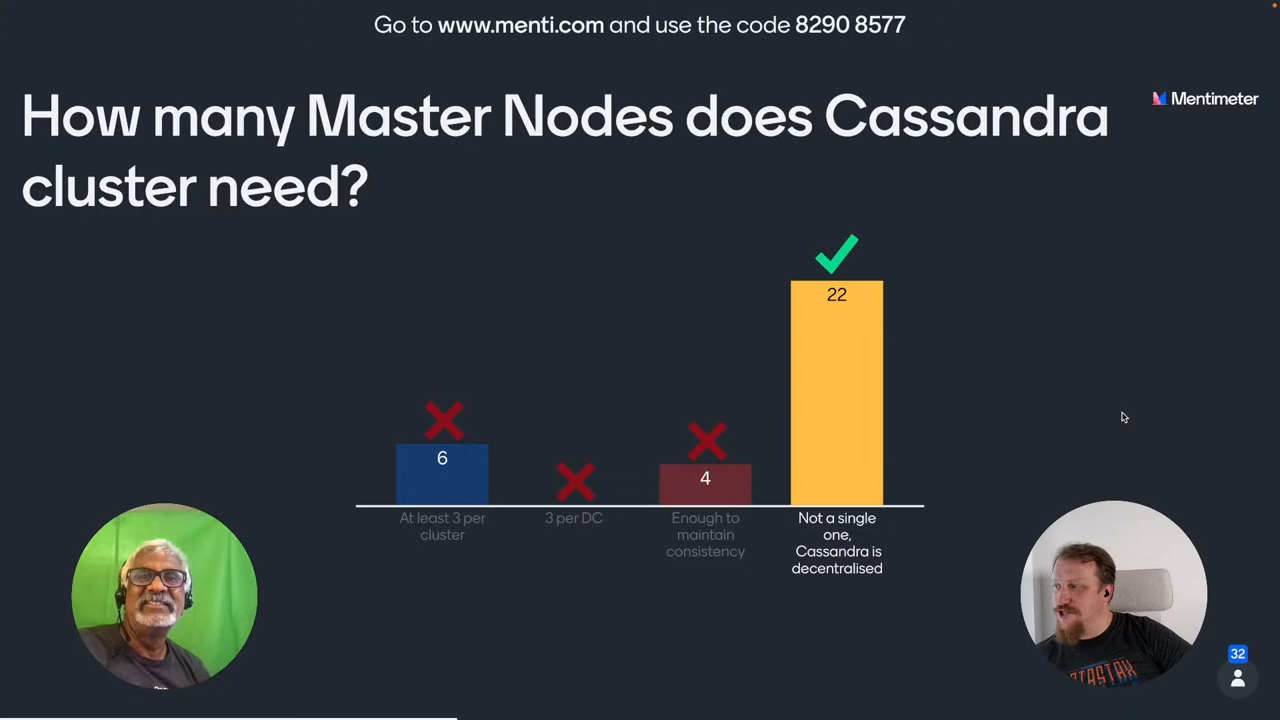 Go to www.menti.com and use the code 8290 8577
How many Master Nodes does Cassandra
cluster need?
Mentimeter
22
6
4
At least 3 per
cluster
3 per DC
Enough to
maintain
consistency
Not a single
one,
Cassandra is
decentralised
32